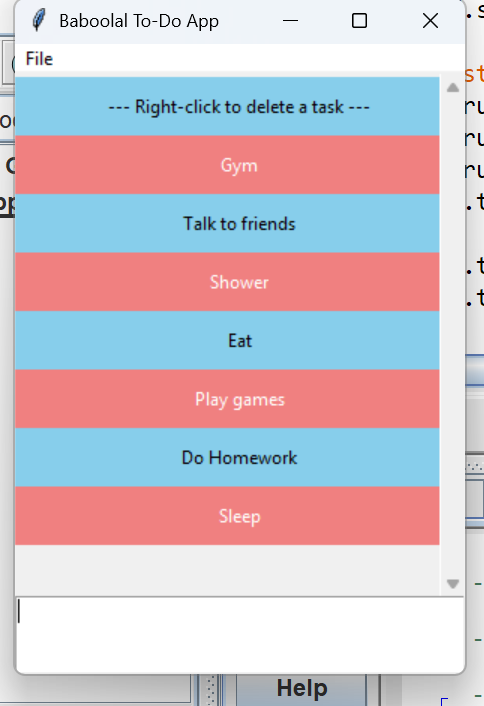 Baboolal To-Do App
File
--- Right-click to delete a task ---
Gym
Talk to friends
Shower
Eat
Play games
Do Homework
Sleep
Help